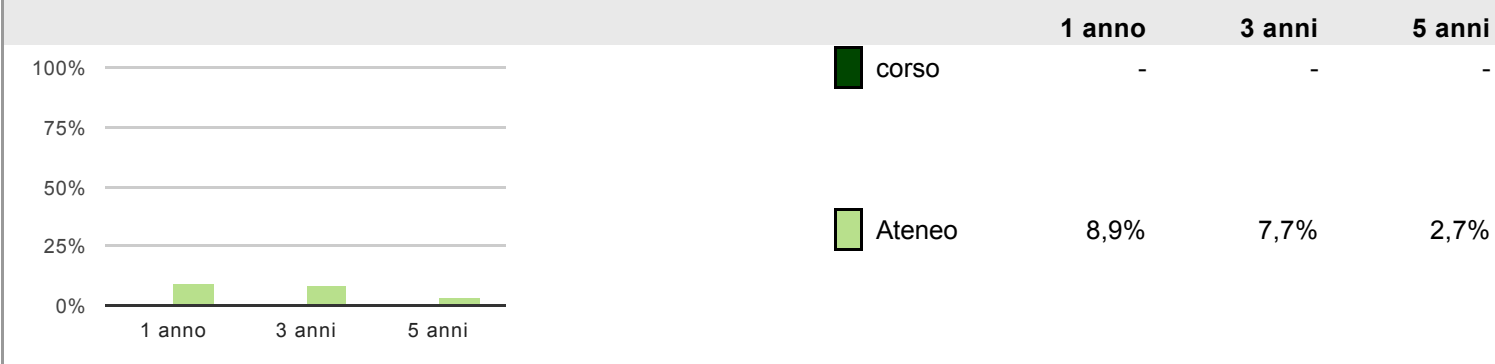 1 anno 3 anni 5 anni
100%
75%
50%
25%
0%
1 anno 3 anni 5 anni
corso - - -
Ateneo 8,9% 7,7% 2,7%